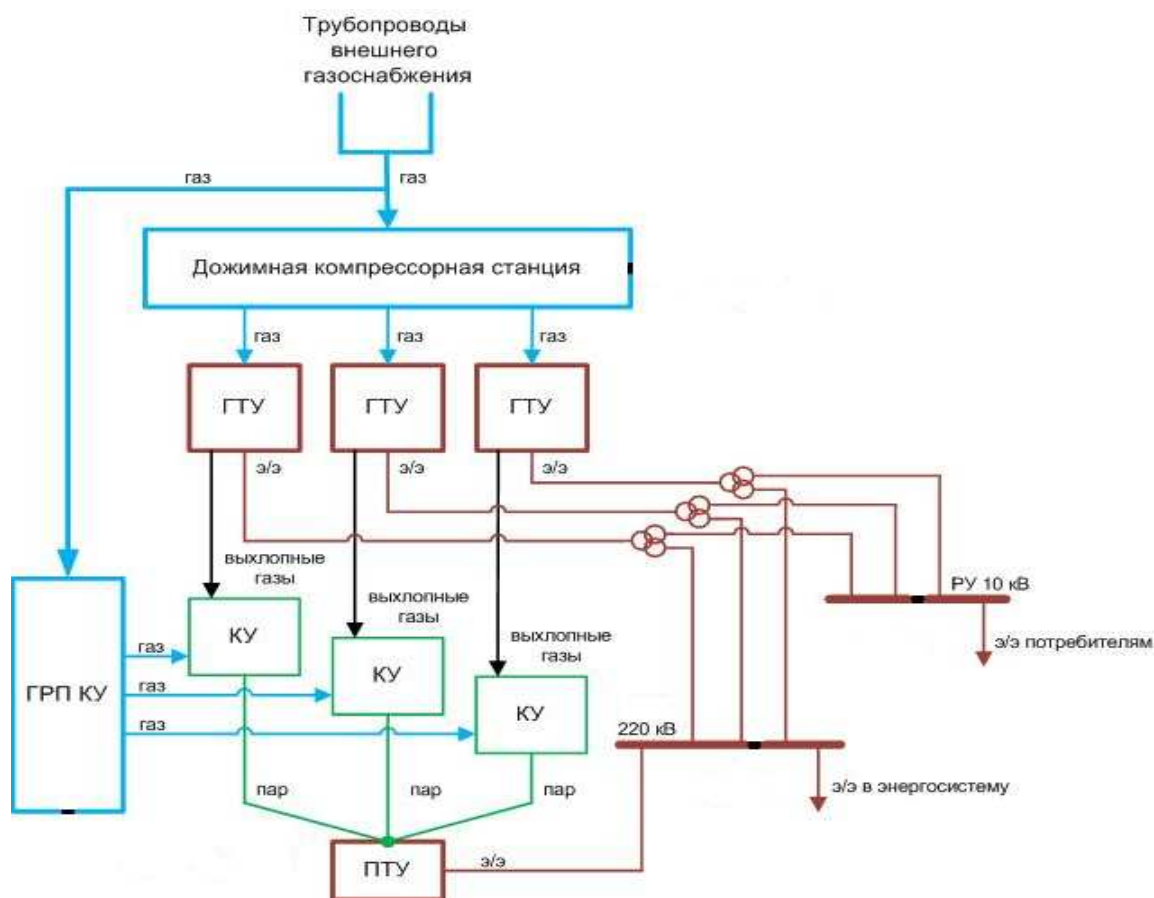 Трубопроводы
внешнего
газоснабжения
газ
газ
Дожимная компрессорная станция
газ
газ
газ
ГТУ
ГТУ
ГТУ
э/э
э/э
э/э
выхлопные
газы
выхлопные
газы
выхлопные
газы
РУ 10 кВ
э/э потребителям
КУ
КУ
КУ
ГРП КУ
газ
газ
газ
220 кВ
э/э в энергосистему
пар
пар
пар
ПТУ
э/э